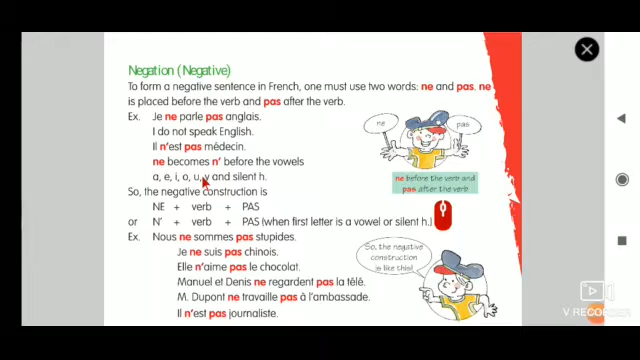 Negation (Negative)
To form a negative sentence in French, one must use two words: ne and pas. ne
is placed before the verb and pas after the verb.
Ex. Je ne parle pas anglais.
I do not speak English.
Il n'est pas médecin.
ne becomes n' before the vowels
a, e, i, o, u, y and silent h.
ne
pas
ne before the verb and
pas after the verb
So, the negative construction is
NE + verb + PAS
or N' + verb + PAS (when first letter is a vowel or silent h.)
Ex. Nous ne sommes pas stupides.
Je ne suis pas chinois.
Elle n'aime pas le chocolat.
Manuel et Denis ne regardent pas la télé.
M. Dupont ne travaille pas à l'ambassade.
Il n'est pas journaliste.
So, the negative
construction
is like this!
V RECORDER